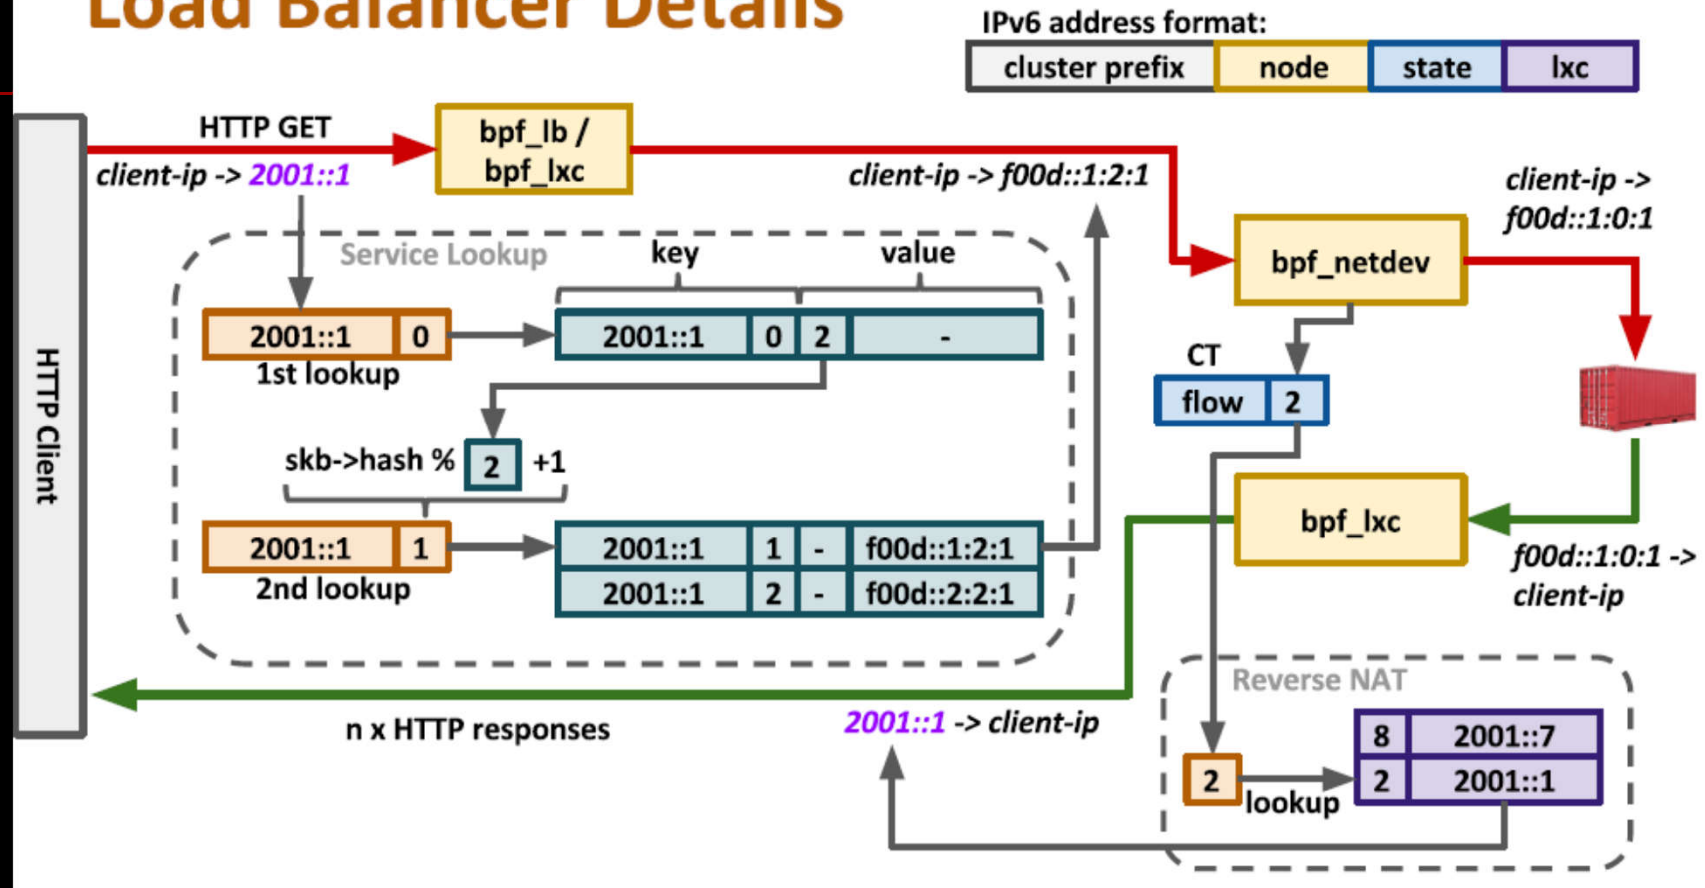 Load Balancer Details
IPv6 address format:
cluster prefix node state lxc
HTTP Client
HTTP GET
client-ip -> 2001::1
bpf_lb /
bpf_lxc
client-ip -> f00d::1:2:1
client-ip ->
f00d::1:0:1
bpf_netdev
Service Lookup
key value
2001::1 0
1st lookup
2001::1 0 2 -
skb->hash % 2 +1
2001::1 1
2nd lookup
2001::1 1 - f00d::1:2:1
2001::1 2 - f00d::2:2:1
CT
flow 2
bpf_lxc
f00d::1:0:1 ->
client-ip
n x HTTP responses
2001::1 -> client-ip
Reverse NAT
2
lookup
8 2001::7
2 2001::1